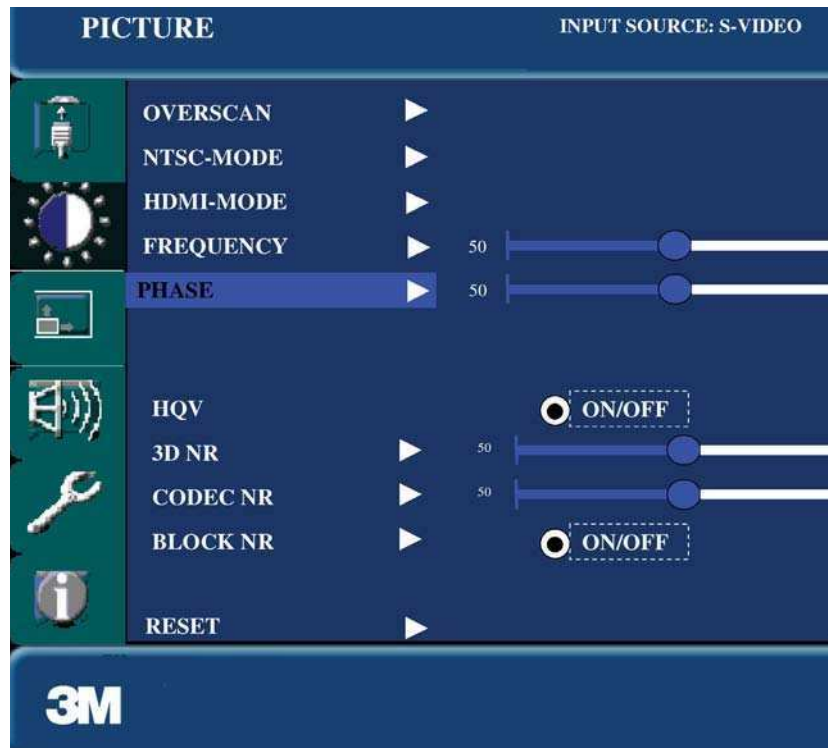 PICTURE INPUT SOURCE: S-VIDEO
OVERSCAN
NTSC-MODE
HDMI-MODE
FREQUENCY 50
PHASE 50
HQV ON/OFF
3D NR 50
CODEC NR 50
BLOCK NR ON/OFF
RESET
3M